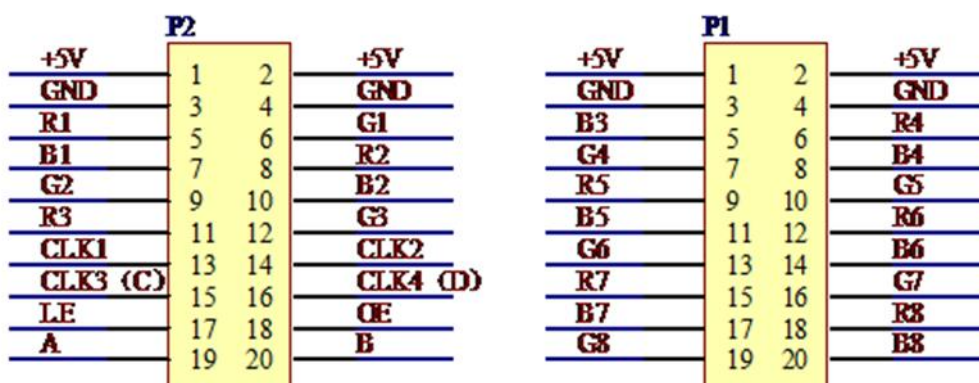 P2 P1
+5V 1 2 +5V +5V 1 2 +5V
GND 3 4 GND GND 3 4 GND
R1 5 6 G1 B3 5 6 R4
B1 7 8 R2 G4 7 8 B4
G2 9 10 B2 R5 9 10 G5
R3 11 12 G3 B5 11 12 R6
CLK1 13 14 CLK2 G6 13 14 B6
CLK3 (C) 15 16 CLK4 (D) R7 15 16 G7
LE 17 18 OE B7 17 18 R8
A 19 20 B G8 19 20 B8